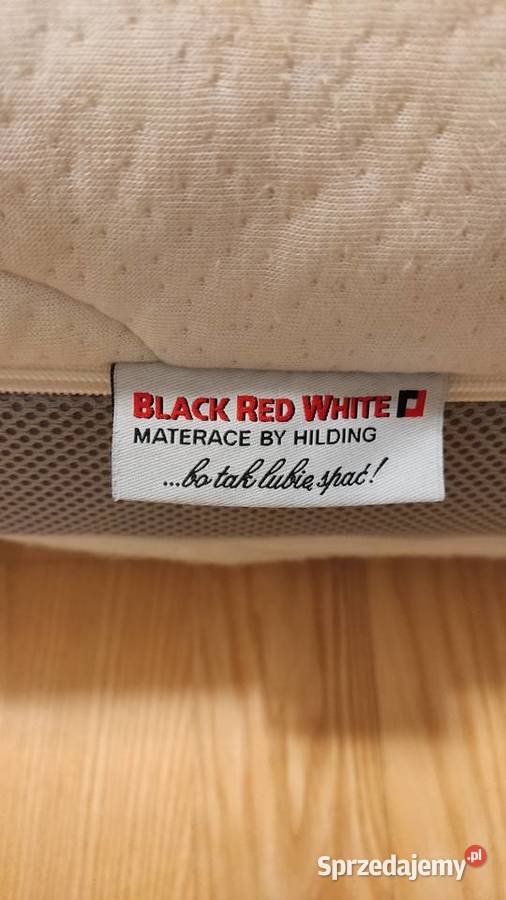 BLACK RED WHITE
MATERACE BY HILDING
...bo tak lubię spać!
Sprzedajemy.pl